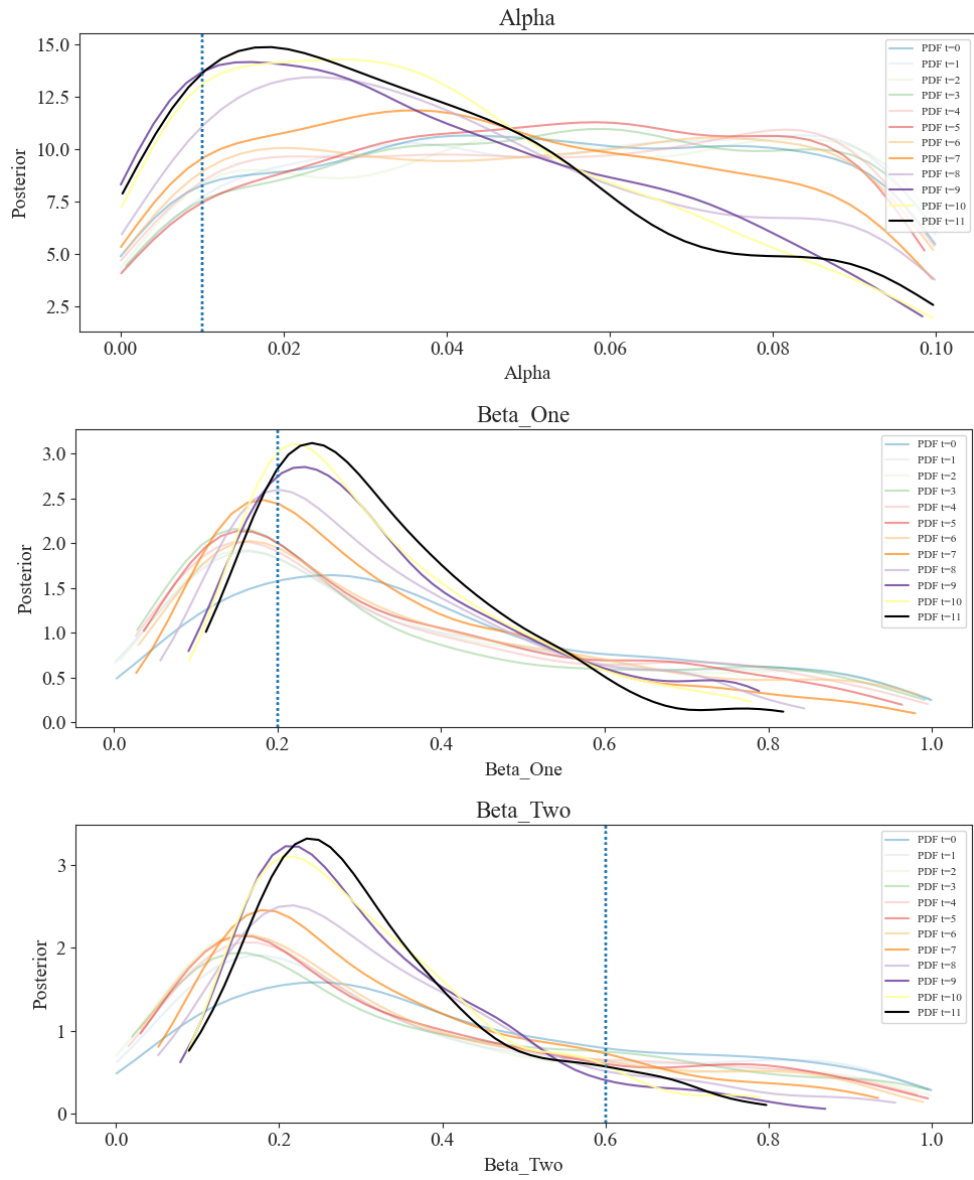 Alpha
15.0
12.5
10.0
7.5
5.0
2.5
Posterior
PDF t=0
PDF t=1
PDF t=2
PDF t=3
PDF t=4
PDF t=5
PDF t=6
PDF t=7
PDF t=8
PDF t=9
PDF t=10
PDF t=11
0.00 0.02 0.04 0.06 0.08 0.10
Alpha
Beta_One
3.0
2.5
2.0
1.5
1.0
0.5
0.0
Posterior
PDF t=0
PDF t=1
PDF t=2
PDF t=3
PDF t=4
PDF t=5
PDF t=6
PDF t=7
PDF t=8
PDF t=9
PDF t=10
PDF t=11
0.0 0.2 0.4 0.6 0.8 1.0
Beta_One
Beta_Two
3
2
1
0
Posterior
PDF t=0
PDF t=1
PDF t=2
PDF t=3
PDF t=4
PDF t=5
PDF t=6
PDF t=7
PDF t=8
PDF t=9
PDF t=10
PDF t=11
0.0 0.2 0.4 0.6 0.8 1.0
Beta_Two